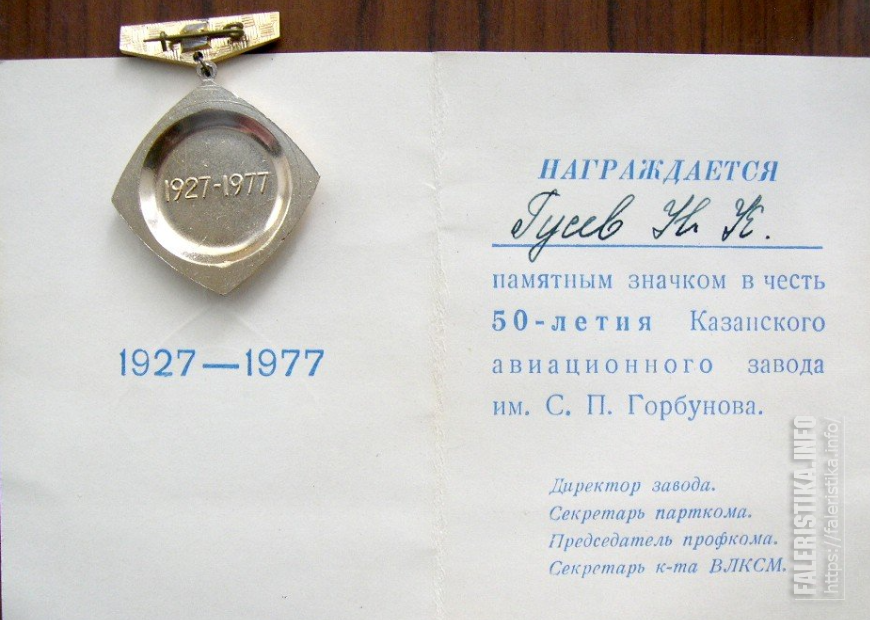 1927-1977
1927—1977
НАГРАЖДАЕТСЯ
Гусев Н. К.
памятным значком в честь
50-летия Казанского
авиационного завода
им. С. П. Горбунова.
Директор завода.
Секретарь парткома.
Председатель профкома.
Секретарь к-та ВЛКСМ.
FALERISTIKA.INFO
https://faleristika.info/